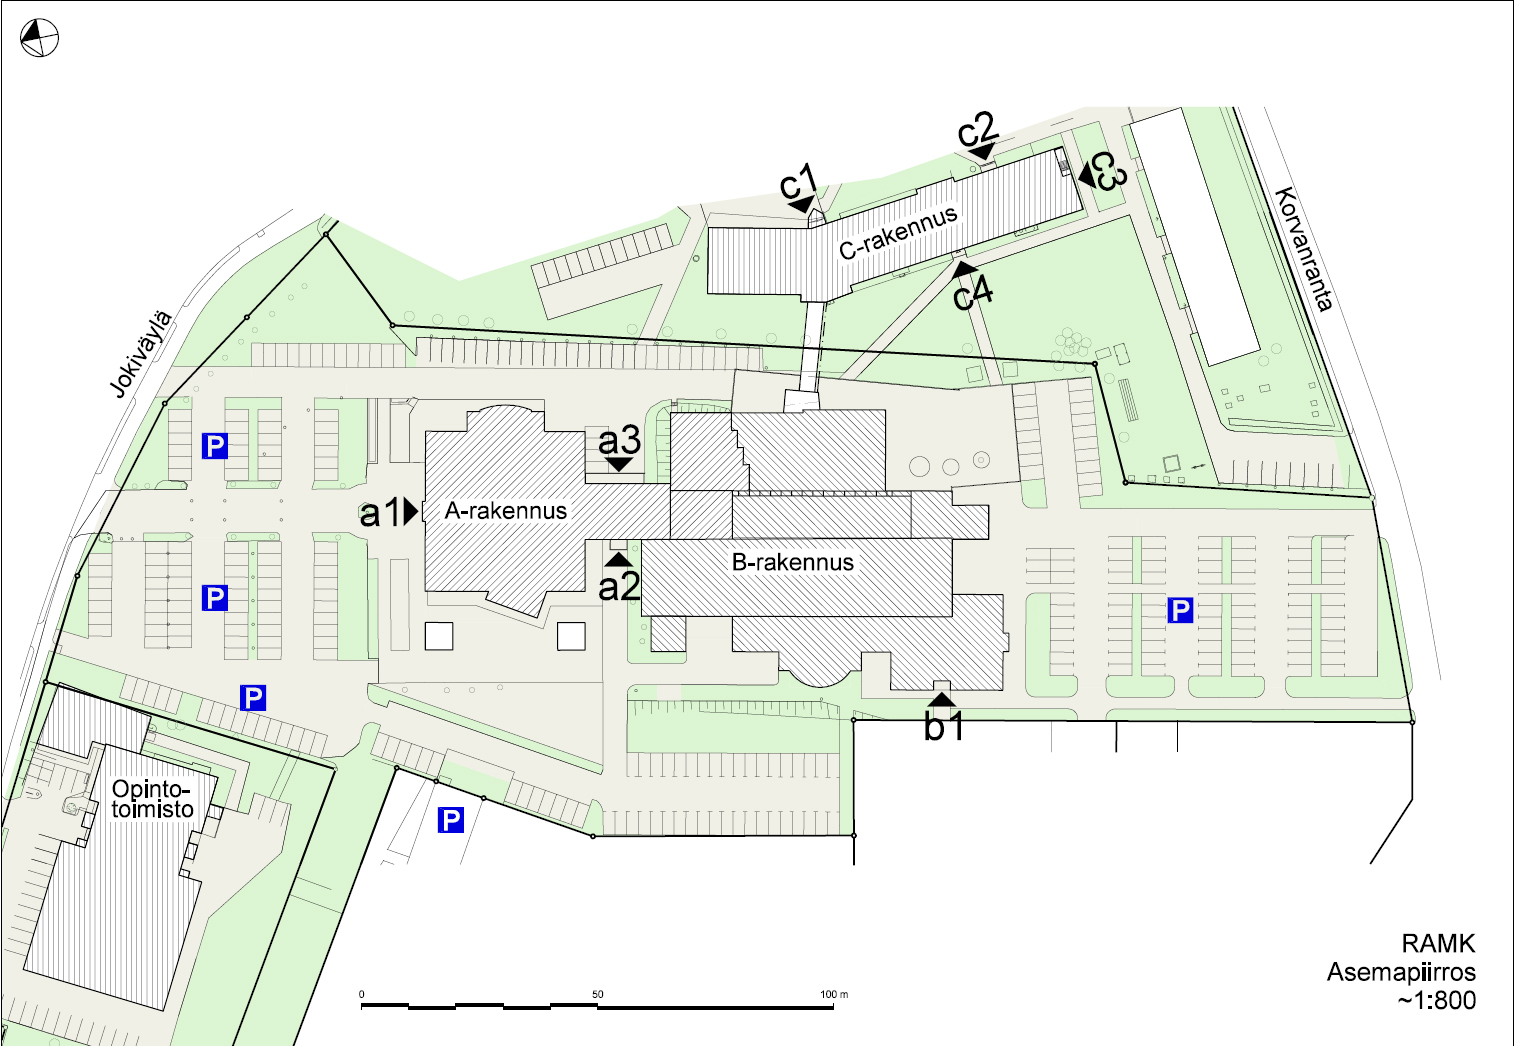 c2
c1
c3
C-rakennus
Korvanranta
c4
Jokiväylä
P
a3
a1
A-rakennus
B-rakennus
a2
P
P
P
b1
Opinto-
toimisto
P
RAMK
Asemapiirros
~1:800
0
50
100 m